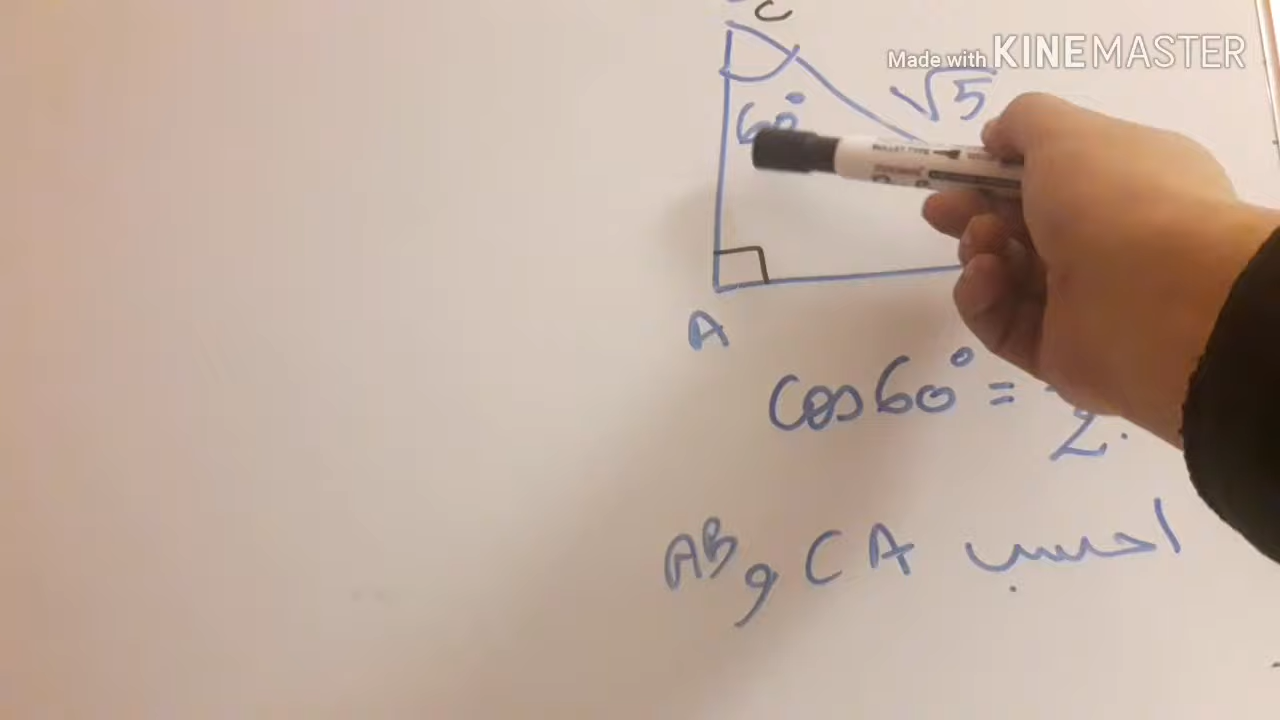 C
Made with KINEMASTER
√5
60°
A
cos 60° =
2.
احسب CA و AB